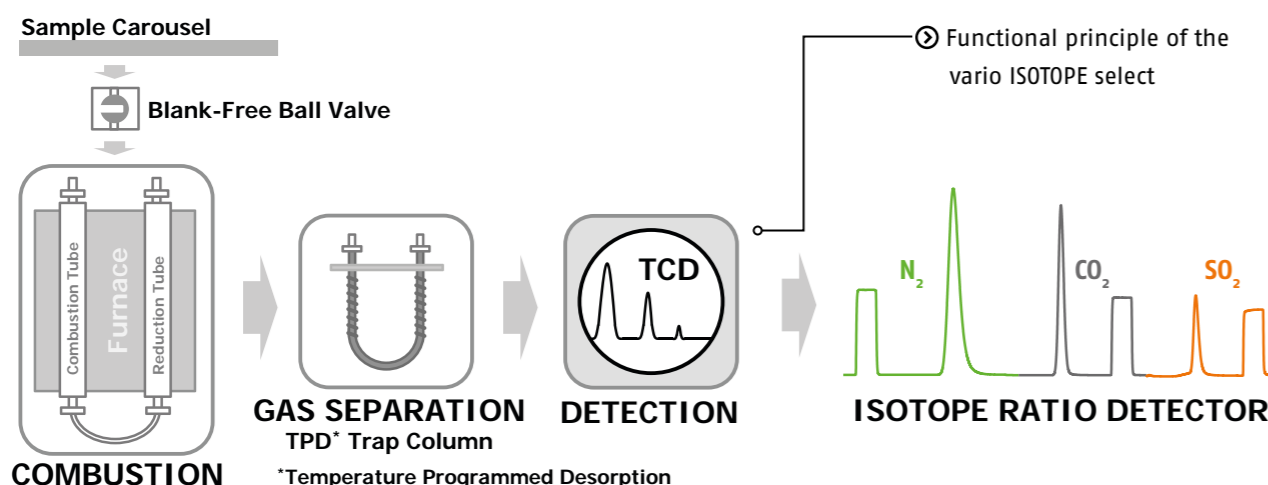 Sample Carousel
Functional principle of the
vario ISOTOPE select
Blank-Free Ball Valve
Combustion Tube
Furnace
Reduction Tube
TCD
N₂
CO₂
SO₂
GAS SEPARATION
TPD* Trap Column
*Temperature Programmed Desorption
DETECTION
ISOTOPE RATIO DETECTOR
COMBUSTION